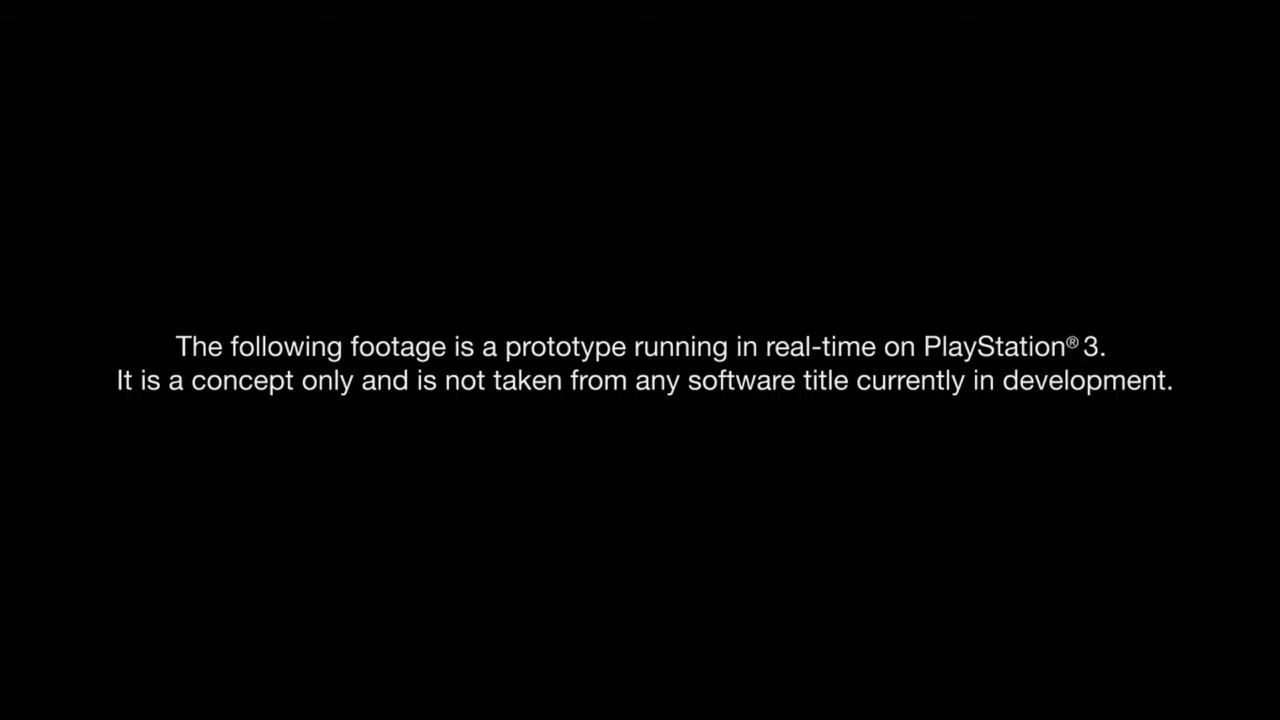 The following footage is a prototype running in real-time on PlayStation®3.
It is a concept only and is not taken from any software title currently in development.